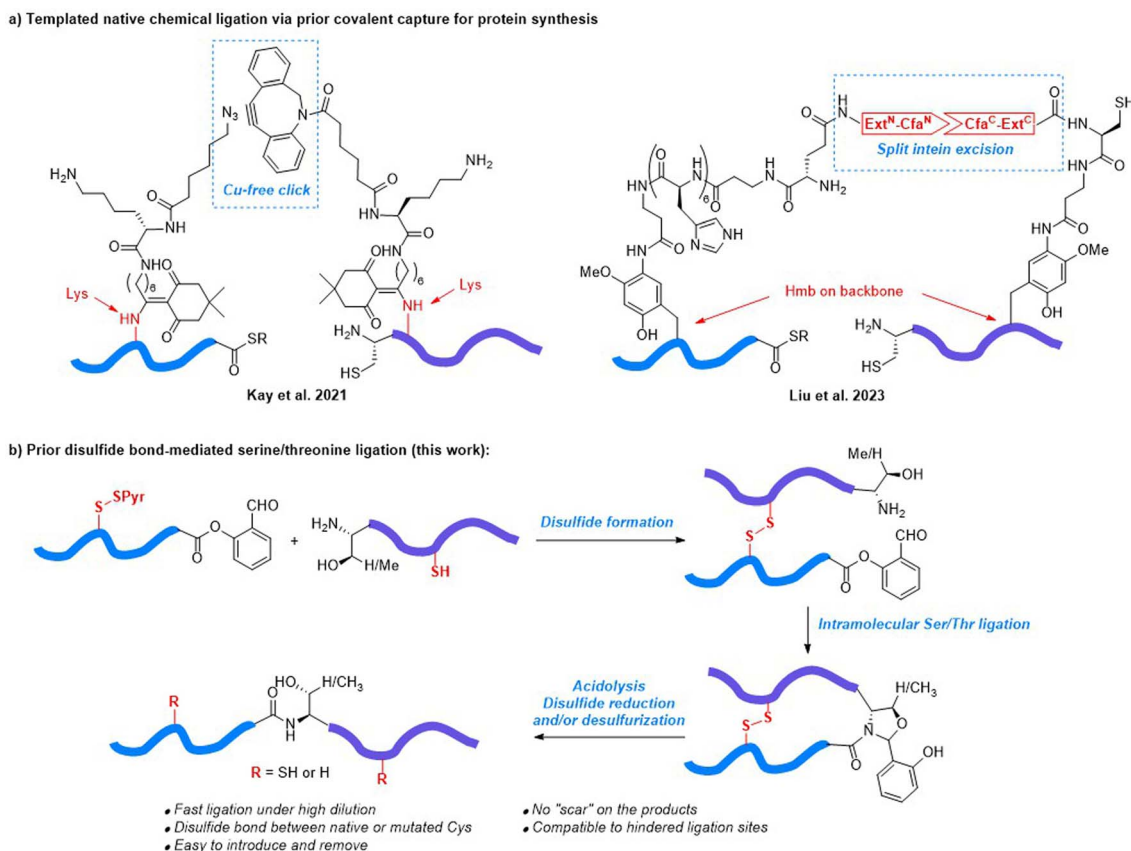 a) Templated native chemical ligation via prior covalent capture for protein synthesis
N3
O
N
Cu-free click
H2N
O
NH
O
HN
( )6
O
O
Lys
HN
SR
O
O
NH2
HN
O
HN
( )6
O
O
NH
Lys
H2N
HS
Kay et al. 2021
H
N
O
Ext^N-Cfa^N
Cfa^C-Ext^C
Split intein excision
O
N
H
SH
O
HN
O
NH
OMe
OH
HN
O
H
N
6
O
N
NH
H
N
O
NH2
O
HN
MeO
OH
Hmb on backbone
SR
O
H2N
HS
Liu et al. 2023
b) Prior disulfide bond-mediated serine/threonine ligation (this work):
S-SPyr
CHO
O
O
+
H2N
HO
H/Me
SH
Disulfide formation
Me/H
OH
NH2
S
S
CHO
O
O
Intramolecular Ser/Thr ligation
H/CH3
O
N
O
OH
S
S
Acidolysis
Disulfide reduction
and/or desulfurization
HO
H/CH3
O
N
H
R
R
R = SH or H
• Fast ligation under high dilution
• Disulfide bond between native or mutated Cys
• Easy to introduce and remove
• No "scar" on the products
• Compatible to hindered ligation sites